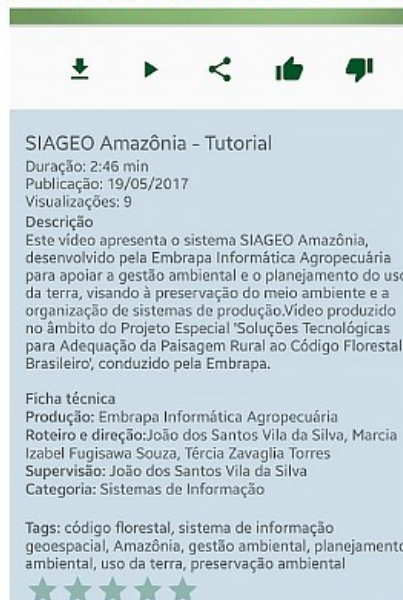 SIAGEO Amazônia - Tutorial
Duração: 2:46 min
Publicação: 19/05/2017
Visualizações: 9
Descrição
Este vídeo apresenta o sistema SIAGEO Amazônia,
desenvolvido pela Embrapa Informática Agropecuária
para apoiar a gestão ambiental e o planejamento do uso
da terra, visando à preservação do meio ambiente e a
organização de sistemas de produção.Vídeo produzido
no âmbito do Projeto Especial 'Soluções Tecnológicas
para Adequação da Paisagem Rural ao Código Florestal
Brasileiro', conduzido pela Embrapa.
Ficha técnica
Produção: Embrapa Informática Agropecuária
Roteiro e direção:João dos Santos Vila da Silva, Marcia
Izabel Fugisawa Souza, Tércia Zavaglia Torres
Supervisão: João dos Santos Vila da Silva
Categoria: Sistemas de Informação
Tags: código florestal, sistema de informação
geoespacial, Amazônia, gestão ambiental, planejamento
ambiental, uso da terra, preservação ambiental